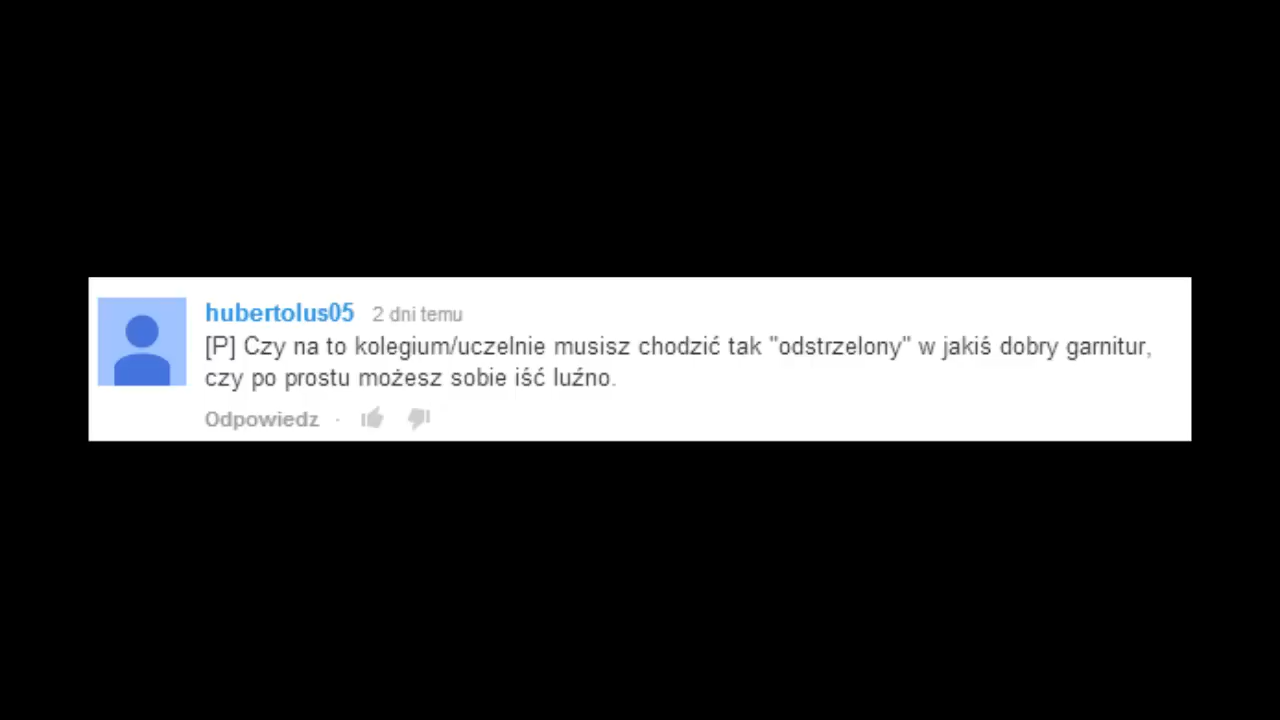 hubertolus05 2 dni temu
[P] Czy na to kolegium/uczelnie musisz chodzić tak "odstrzelony" w jakiś dobry garnitur,
czy po prostu możesz sobie iść luźno.
Odpowiedz ·